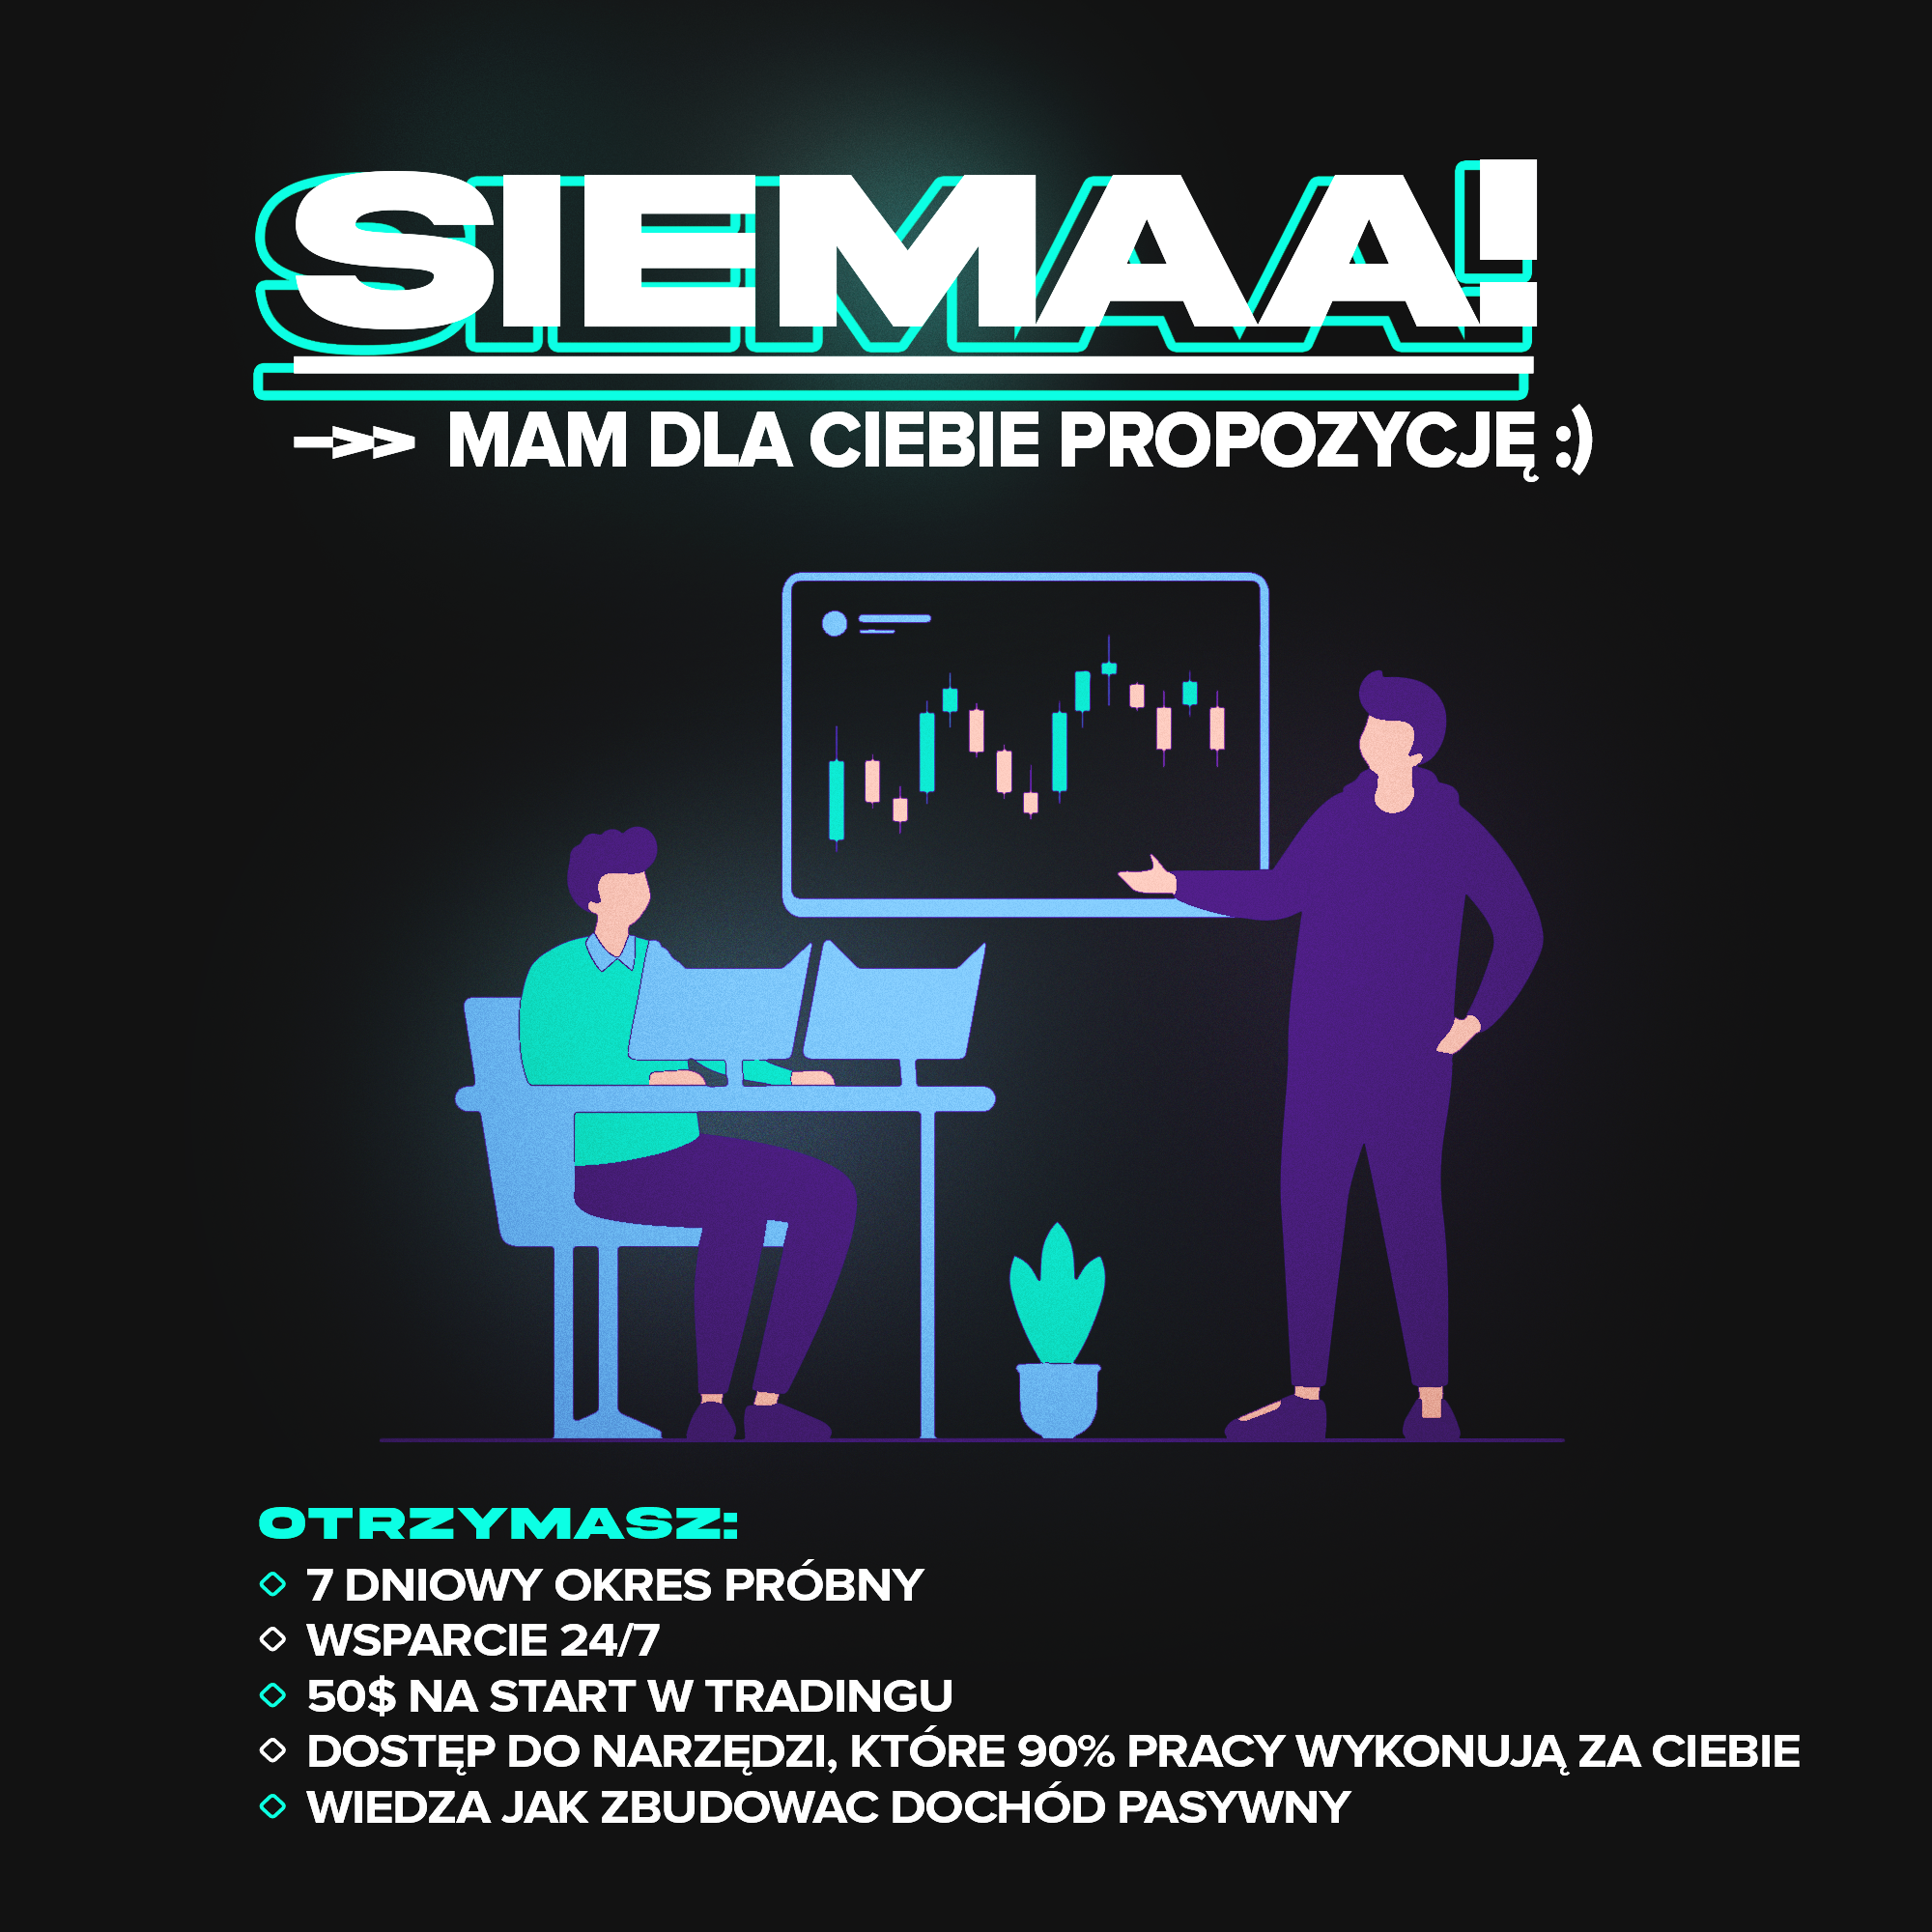 SIEMAA!
MAM DLA CIEBIE PROPOZYCJĘ :)
OTRZYMASZ:
7 DNIOWY OKRES PRÓBNY
WSPARCIE 24/7
50$ NA START W TRADINGU
DOSTĘP DO NARZĘDZI, KTÓRE 90% PRACY WYKONUJĄ ZA CIEBIE
WIEDZA JAK ZBUDOWAC DOCHÓD PASYWNY